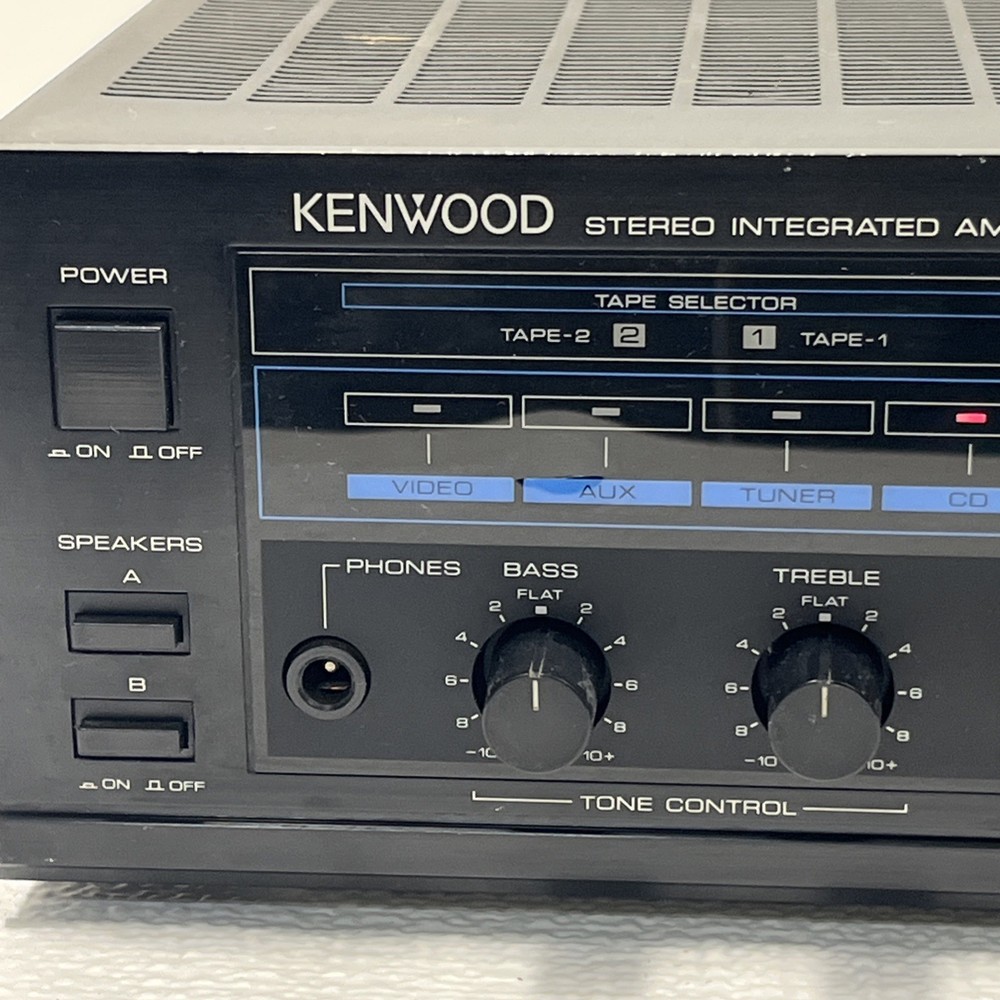 KENWOOD STEREO INTEGRATED AM
POWER
ON OFF
TAPE SELECTOR
TAPE-2 2 1 TAPE-1
VIDEO AUX TUNER CD
SPEAKERS
A
B
ON OFF
PHONES
BASS
FLAT
2 2
4 4
6 6
8 8
-10 10+
TREBLE
FLAT
2 2
4 4
6 6
8 8
-10 10+
TONE CONTROL